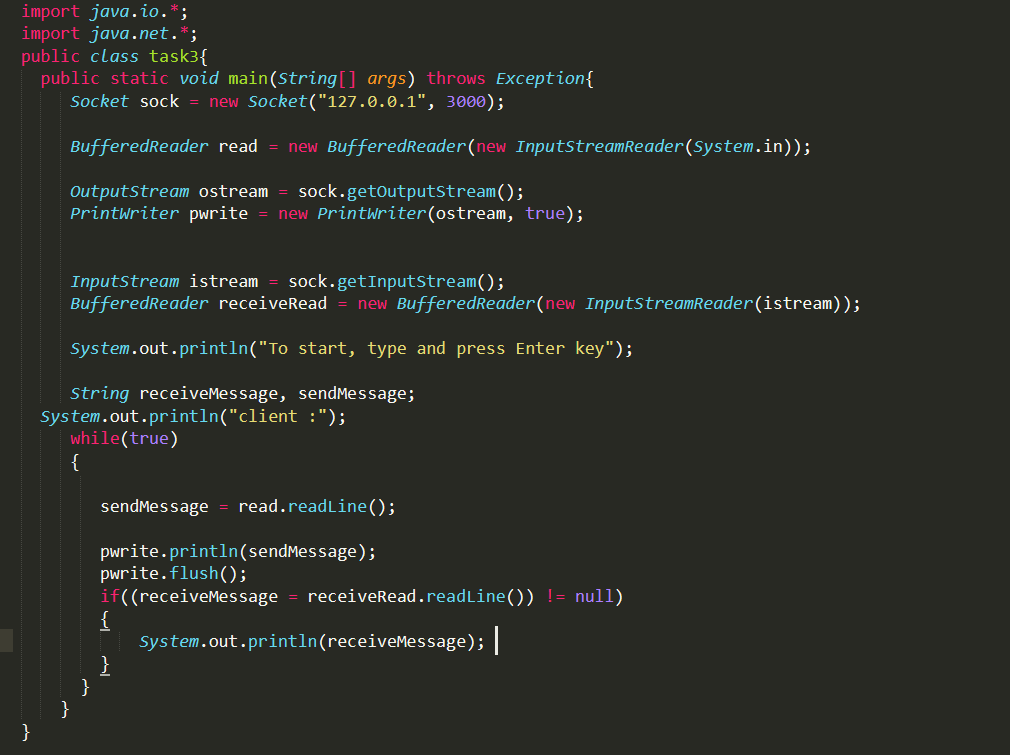 import java.io.*;
import java.net.*;
public class task3{
public static void main(String[] args) throws Exception{
Socket sock = new Socket("127.0.0.1", 3000);
BufferedReader read = new BufferedReader(new InputStreamReader(System.in));
OutputStream ostream = sock.getOutputStream();
PrintWriter pwrite = new PrintWriter(ostream, true);
InputStream istream = sock.getInputStream();
BufferedReader receiveRead = new BufferedReader(new InputStreamReader(istream));
System.out.println("To start, type and press Enter key");
String receiveMessage, sendMessage;
System.out.println("client :");
while(true)
{
sendMessage = read.readLine();
pwrite.println(sendMessage);
pwrite.flush();
if((receiveMessage = receiveRead.readLine()) != null)
{
System.out.println(receiveMessage);
}
}
}
}